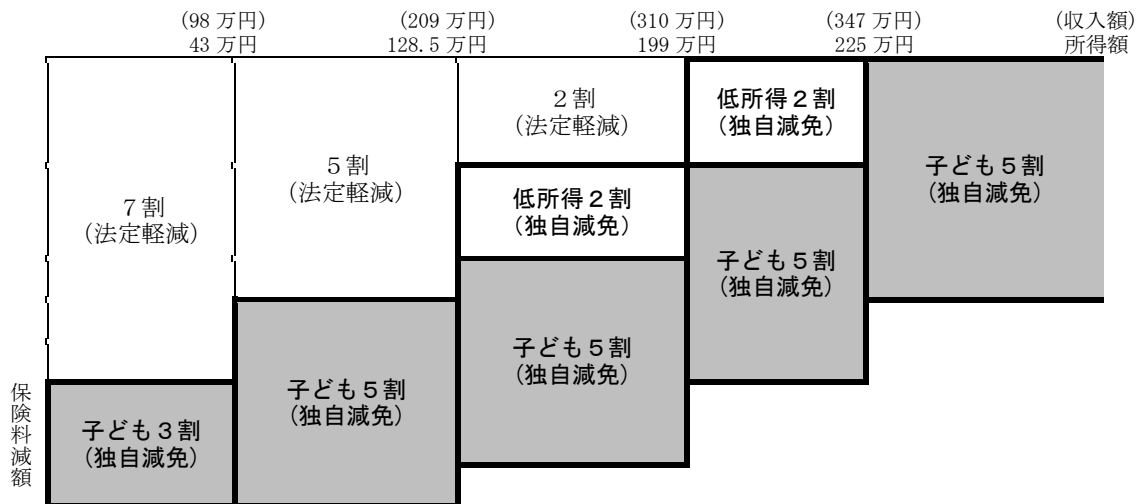 (98 万円)
43 万円
(209 万円)
128.5 万円
(310 万円)
199 万円
(347 万円)
225 万円
(収入額)
所得額
7割
(法定軽減)
5割
(法定軽減)
2割
(法定軽減)
低所得2割
(独自減免)
低所得2割
(独自減免)
子ども5割
(独自減免)
子ども5割
(独自減免)
子ども5割
(独自減免)
子ども5割
(独自減免)
子ども3割
(独自減免)
保険料減額